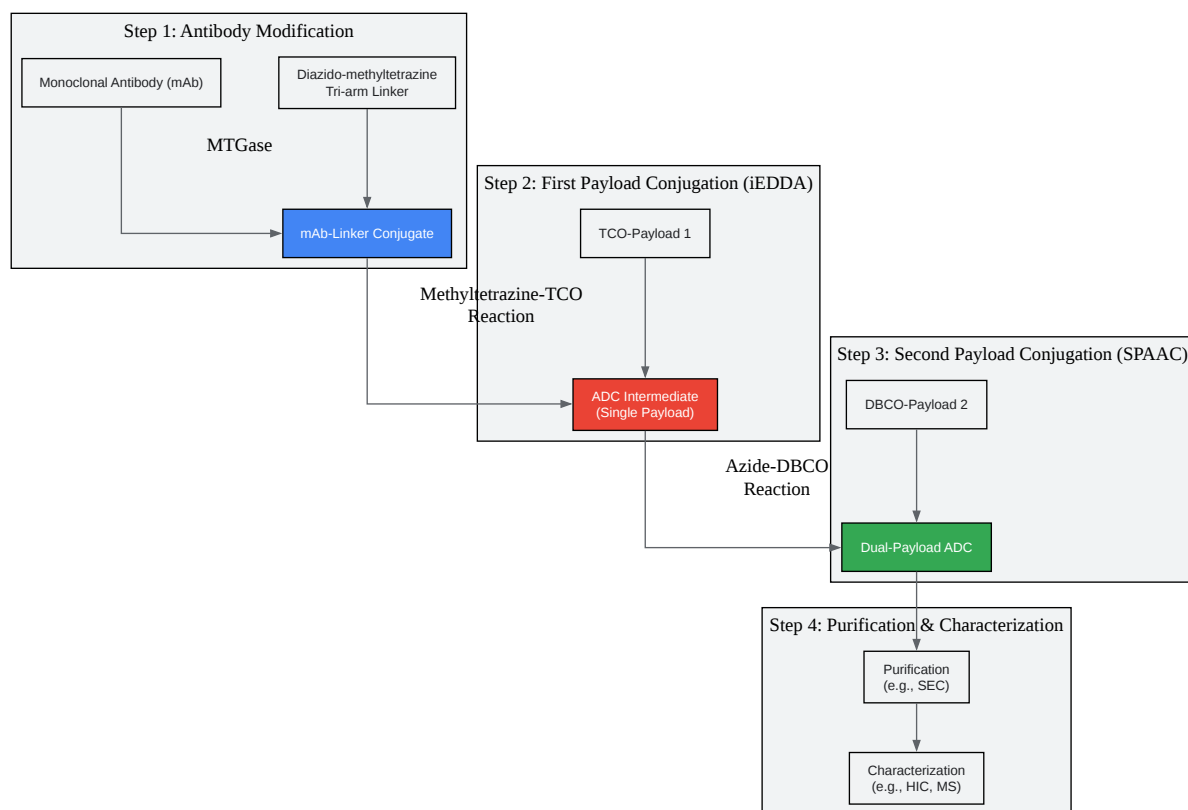 Step 1: Antibody Modification
Monoclonal Antibody (mAb)
Diazido-methyltetrazine
Tri-arm Linker
MTGase
mAb-Linker Conjugate
Step 2: First Payload Conjugation (iEDDA)
TCO-Payload 1
Methyltetrazine-TCO
Reaction
ADC Intermediate
(Single Payload)
Step 3: Second Payload Conjugation (SPAAC)
DBCO-Payload 2
Azide-DBCO
Reaction
Dual-Payload ADC
Step 4: Purification & Characterization
Purification
(e.g., SEC)
Characterization
(e.g., HIC, MS)